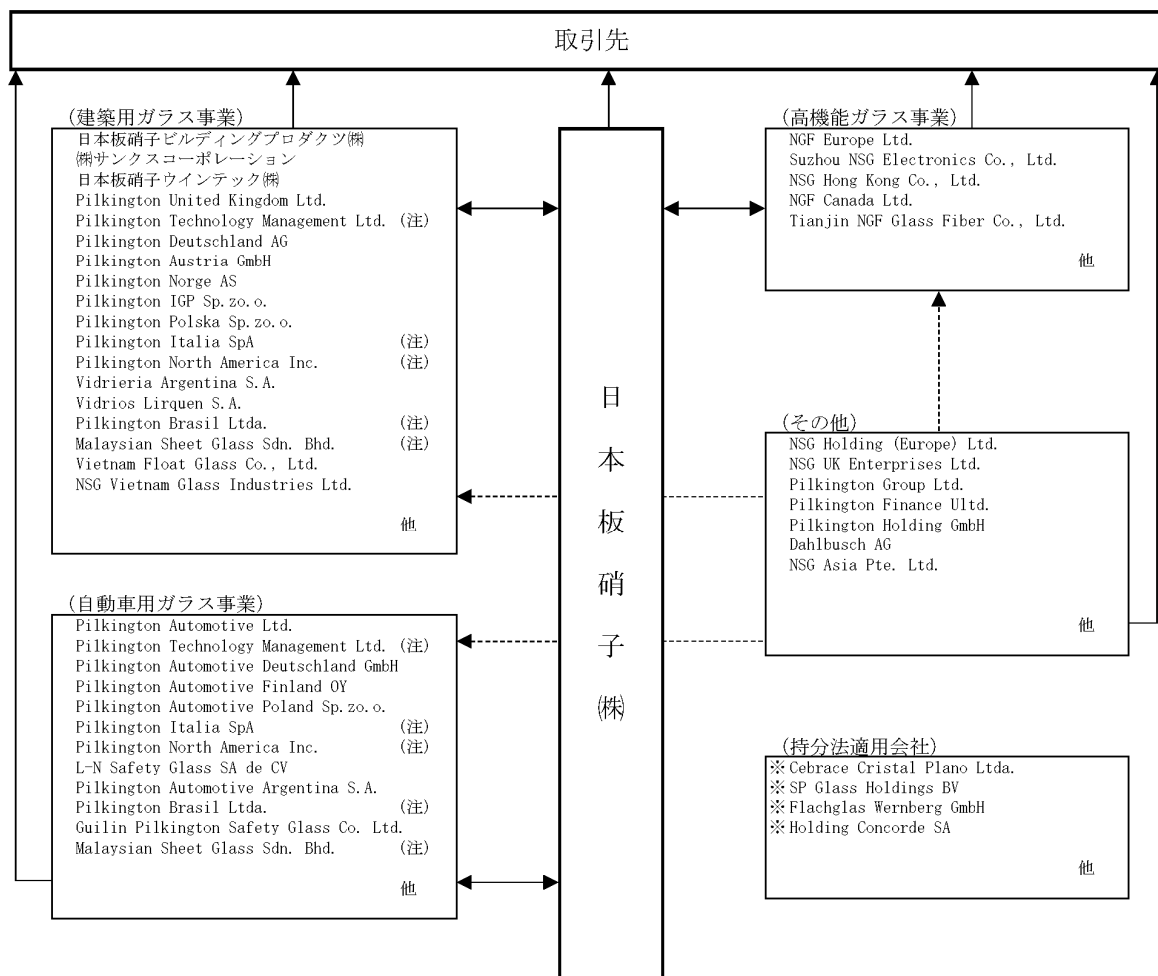 取引先
(建築用ガラス事業)
日本板硝子ビルディングプロダクツ㈱
㈱サンクスコーポレーション
日本板硝子ウインテック㈱
Pilkington United Kingdom Ltd.
Pilkington Technology Management Ltd. (注)
Pilkington Deutschland AG
Pilkington Austria GmbH
Pilkington Norge AS
Pilkington IGP Sp.zo.o.
Pilkington Polska Sp.zo.o.
Pilkington Italia SpA (注)
Pilkington North America Inc. (注)
Vidrieria Argentina S.A.
Vidrios Lirquen S.A.
Pilkington Brasil Ltda. (注)
Malaysian Sheet Glass Sdn. Bhd. (注)
Vietnam Float Glass Co., Ltd.
NSG Vietnam Glass Industries Ltd.
他
(自動車用ガラス事業)
Pilkington Automotive Ltd.
Pilkington Technology Management Ltd. (注)
Pilkington Automotive Deutschland GmbH
Pilkington Automotive Finland OY
Pilkington Automotive Poland Sp.zo.o.
Pilkington Italia SpA (注)
Pilkington North America Inc. (注)
L-N Safety Glass SA de CV
Pilkington Automotive Argentina S.A.
Pilkington Brasil Ltda. (注)
Guilin Pilkington Safety Glass Co. Ltd.
Malaysian Sheet Glass Sdn. Bhd. (注)
他
日本板硝子㈱
(高機能ガラス事業)
NGF Europe Ltd.
Suzhou NSG Electronics Co., Ltd.
NSG Hong Kong Co., Ltd.
NGF Canada Ltd.
Tianjin NGF Glass Fiber Co., Ltd.
他
(その他)
NSG Holding (Europe) Ltd.
NSG UK Enterprises Ltd.
Pilkington Group Ltd.
Pilkington Finance Ultd.
Pilkington Holding GmbH
Dahlbusch AG
NSG Asia Pte. Ltd.
他
(持分法適用会社)
※Cebrace Cristal Plano Ltda.
※SP Glass Holdings BV
※Flachglas Wernberg GmbH
※Holding Concorde SA
他